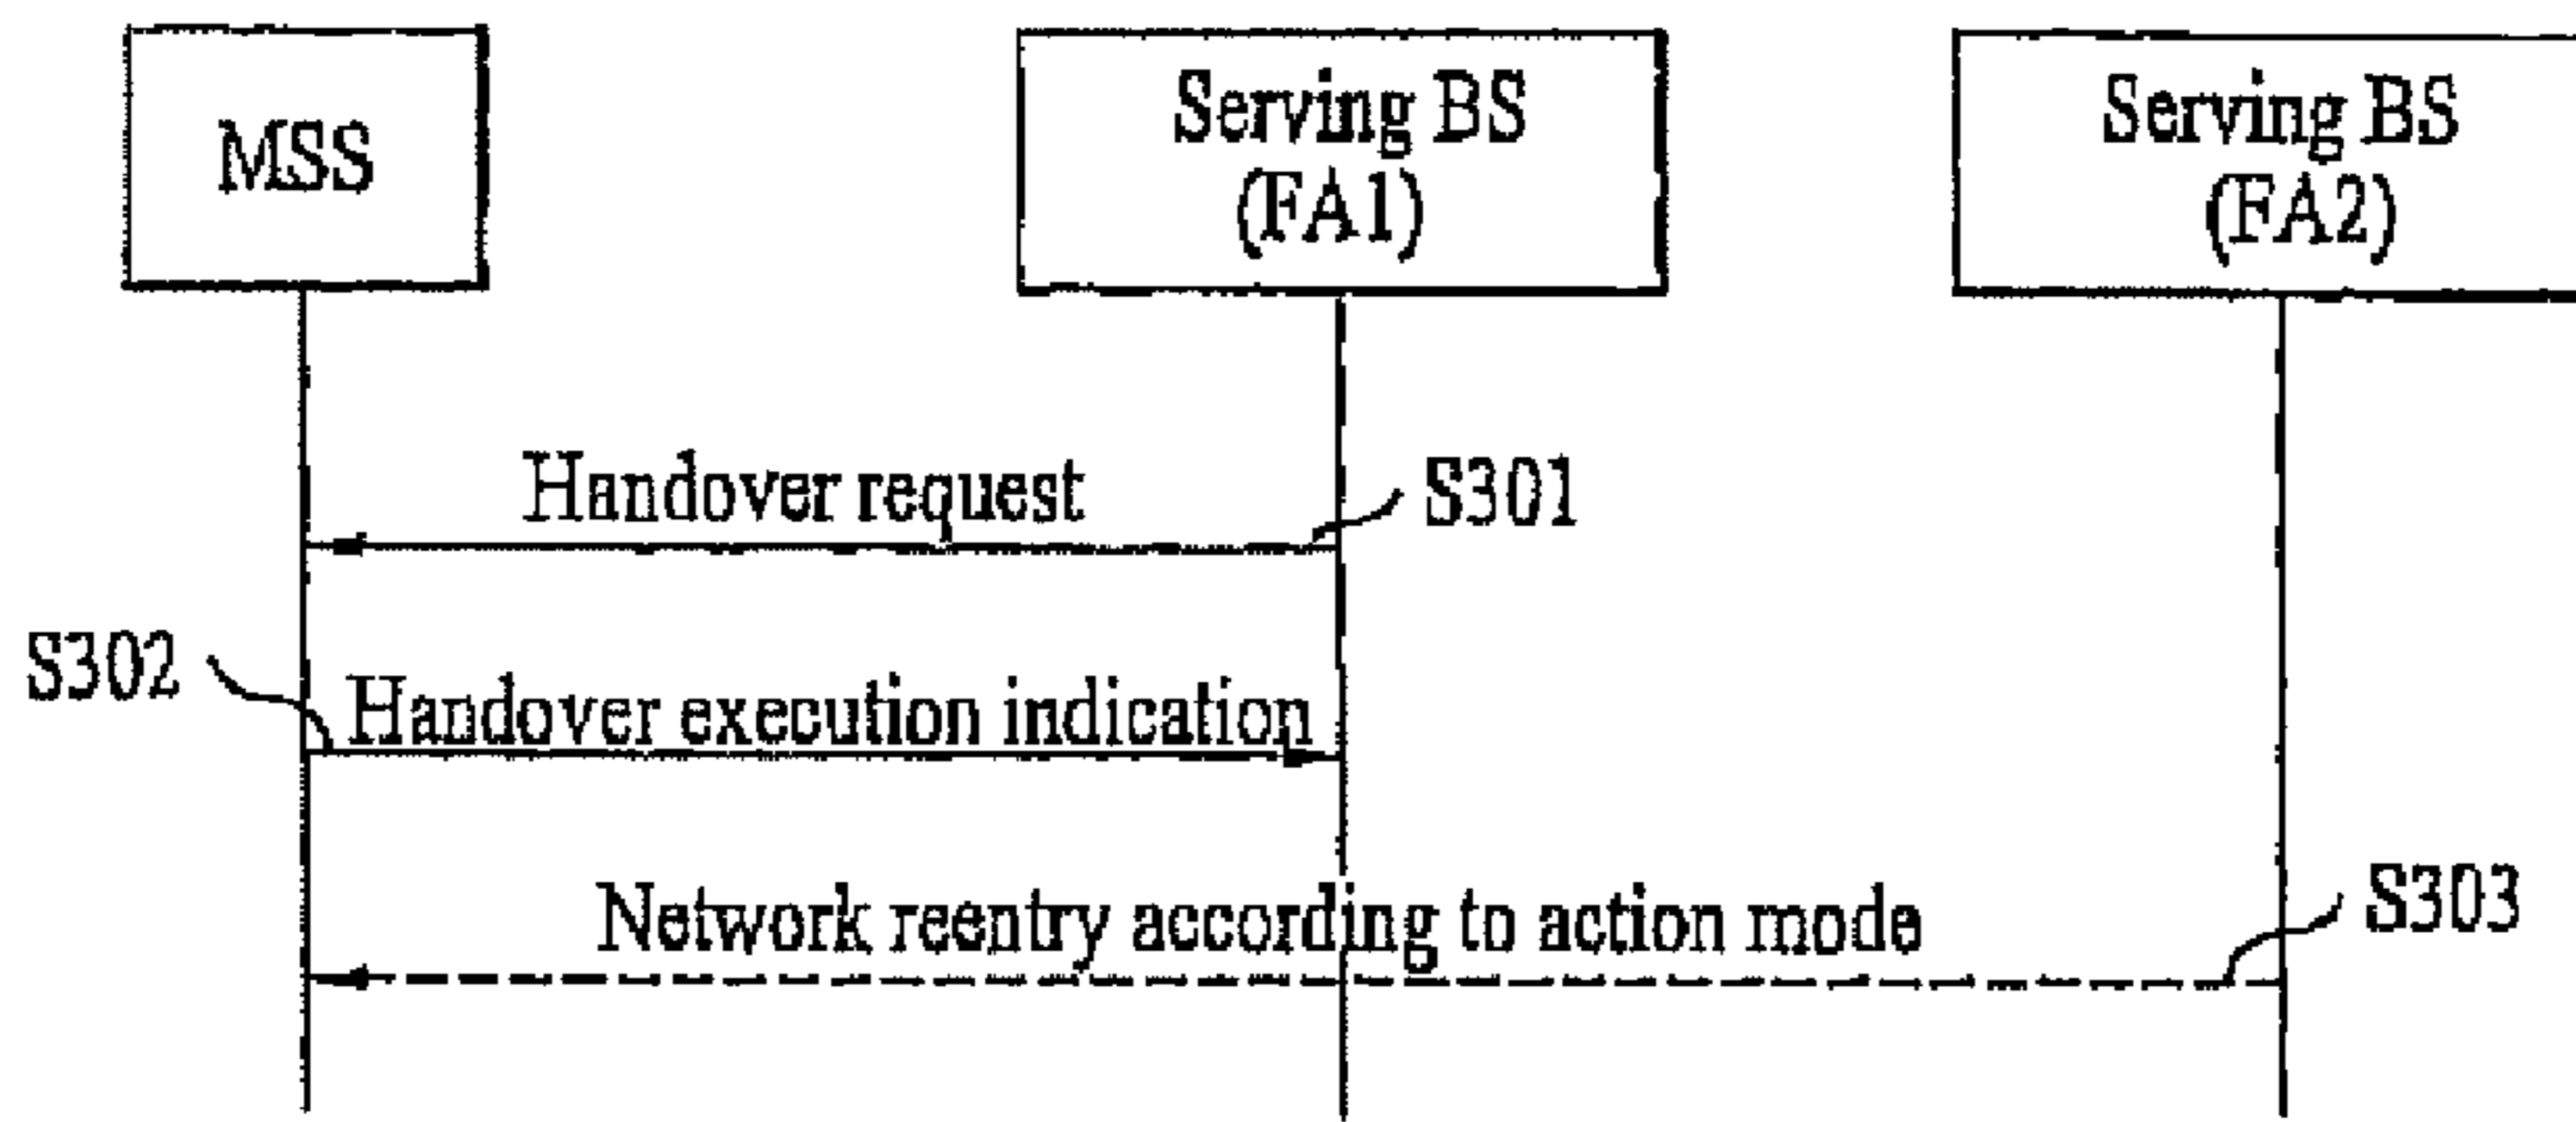 MSS
Serving BS
(FA1)
Serving BS
(FA2)
Handover request
S301
S302
Handover execution indication
Network reentry according to action mode
S303